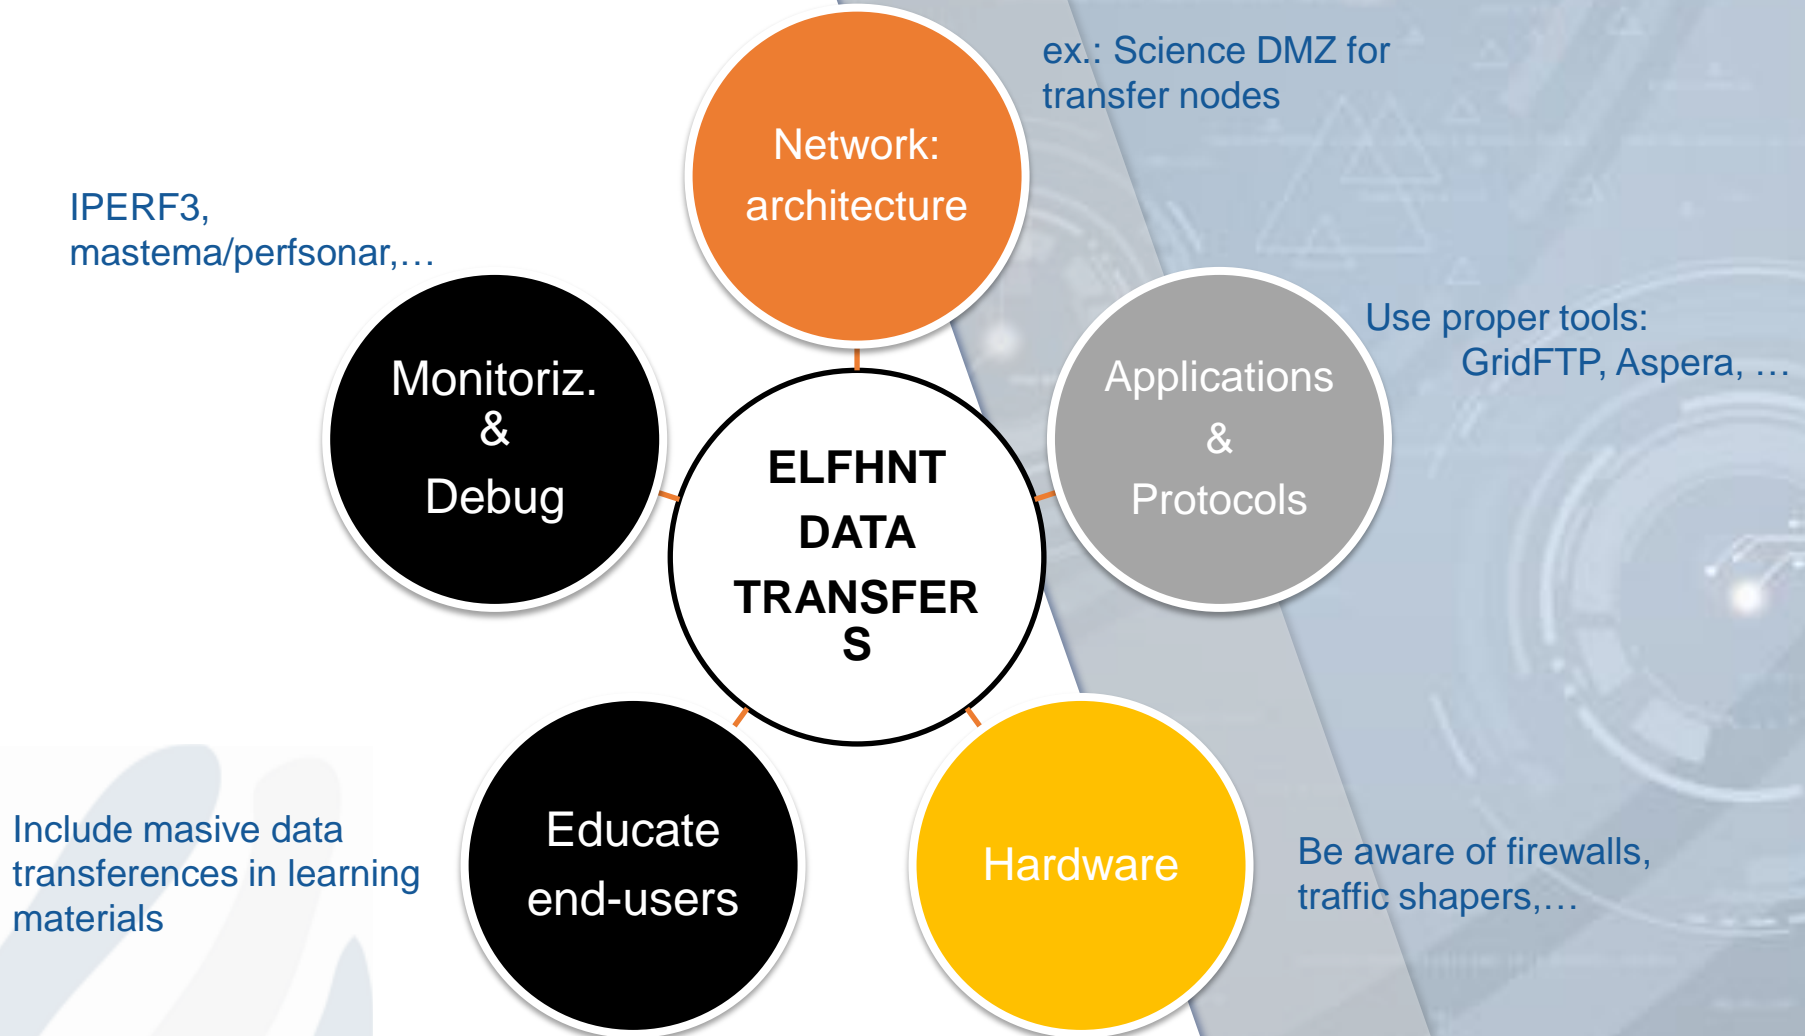 ex.: Science DMZ for
transfer nodes
Network:
architecture
IPERF3,
mastema/perfsonar,…
Use proper tools:
GridFTP, Aspera, …
Monitoriz.
&
Debug
Applications
&
Protocols
ELFHNT
DATA
TRANSFER
S
Include masive data
transferences in learning
materials
Educate
end-users
Hardware
Be aware of firewalls,
traffic shapers,…